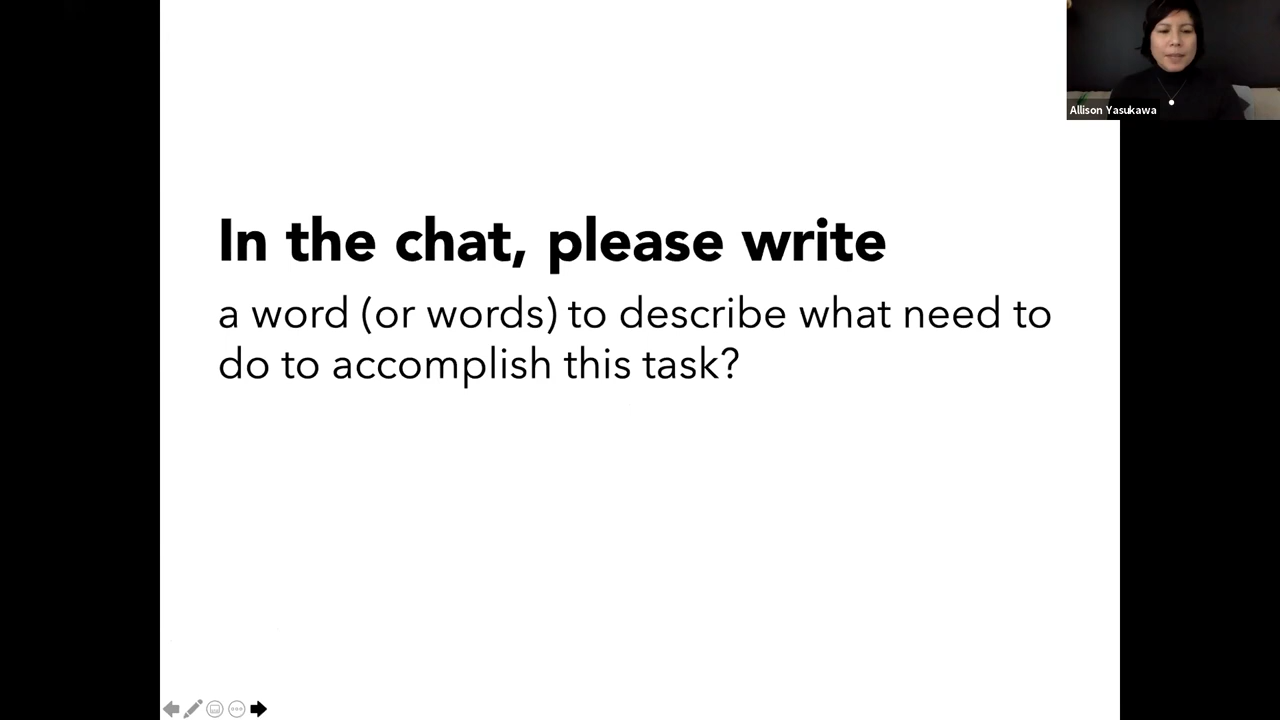 Allison Yasukawa
In the chat, please write
a word (or words) to describe what need to
do to accomplish this task?